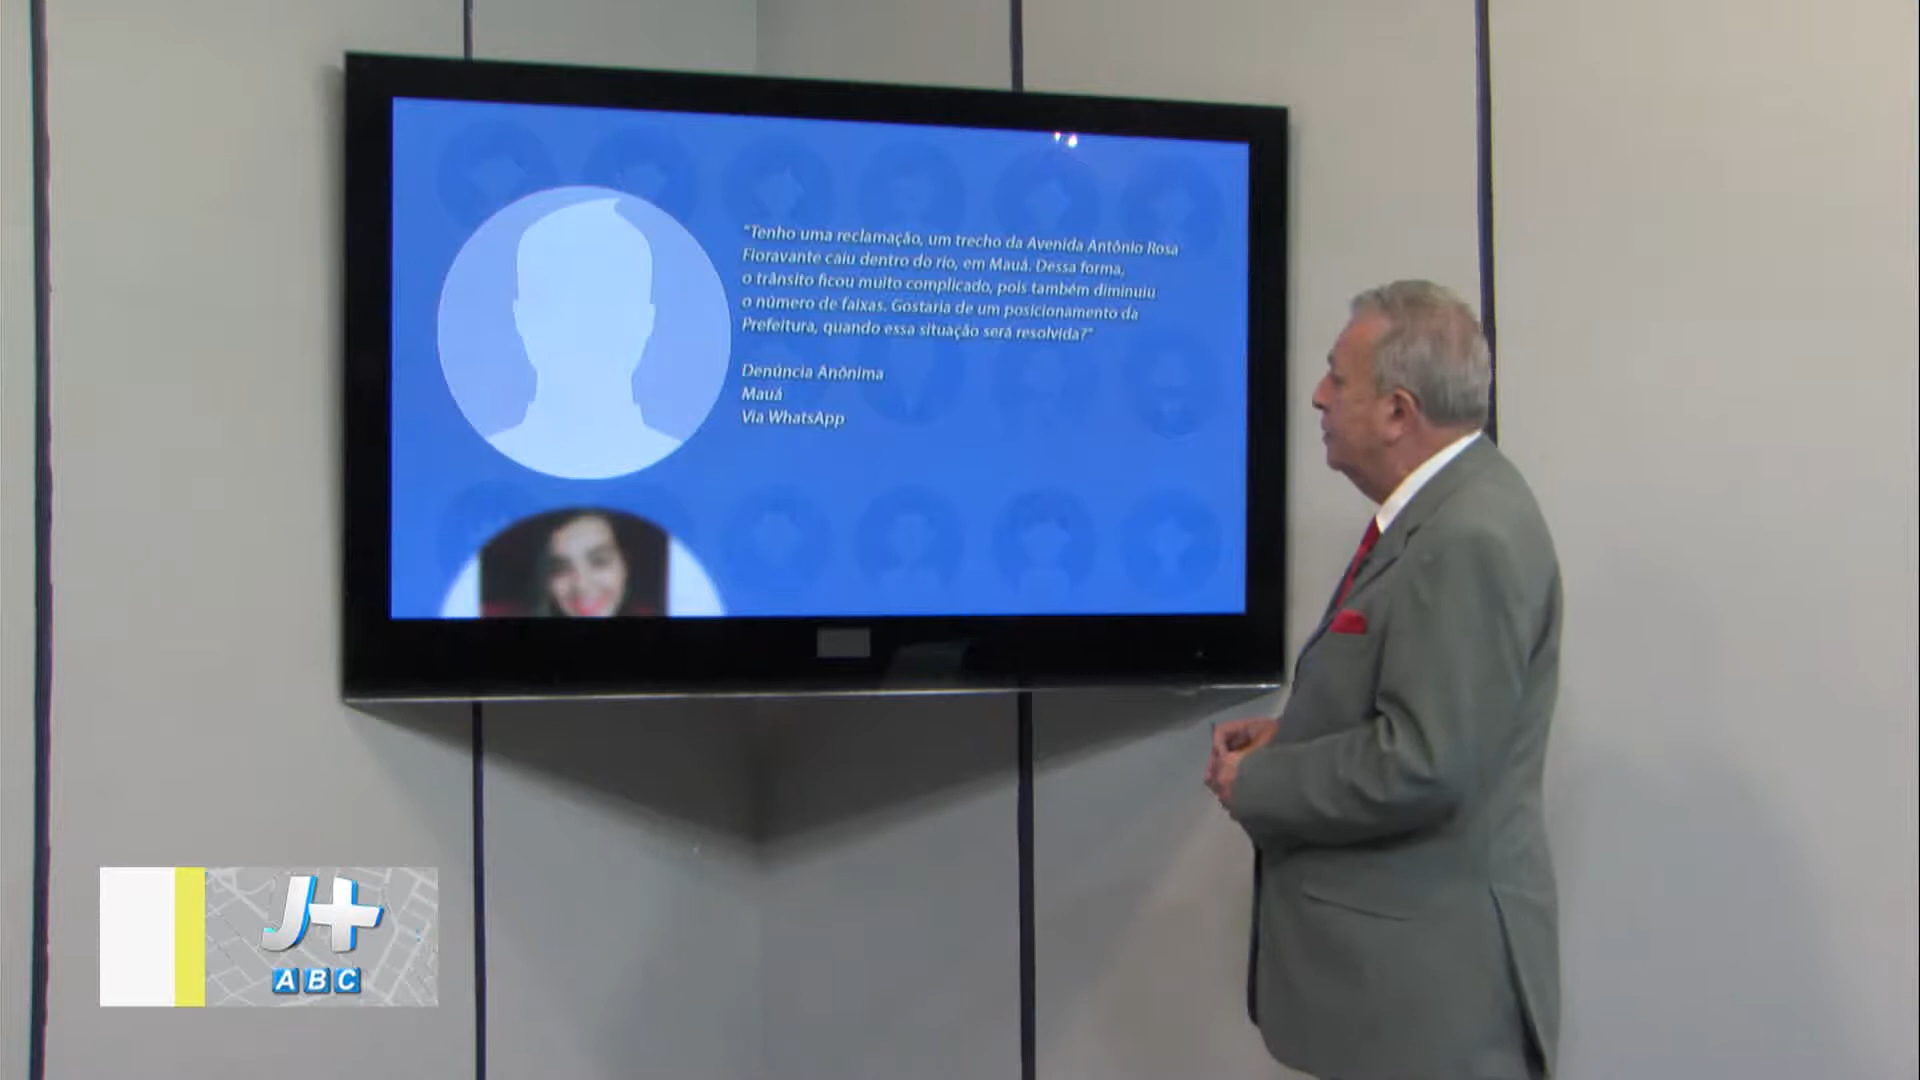 "Tenho uma reclamação, um trecho da Avenida Antônio Rosa
Fioravante caiu dentro do rio, em Mauá. Dessa forma,
o trânsito ficou muito complicado, pois também diminuiu
o número de faixas. Gostaria de um posicionamento da
Prefeitura, quando essa situação será resolvida?"
Denúncia Anônima
Mauá
Via WhatsApp
J+
ABC